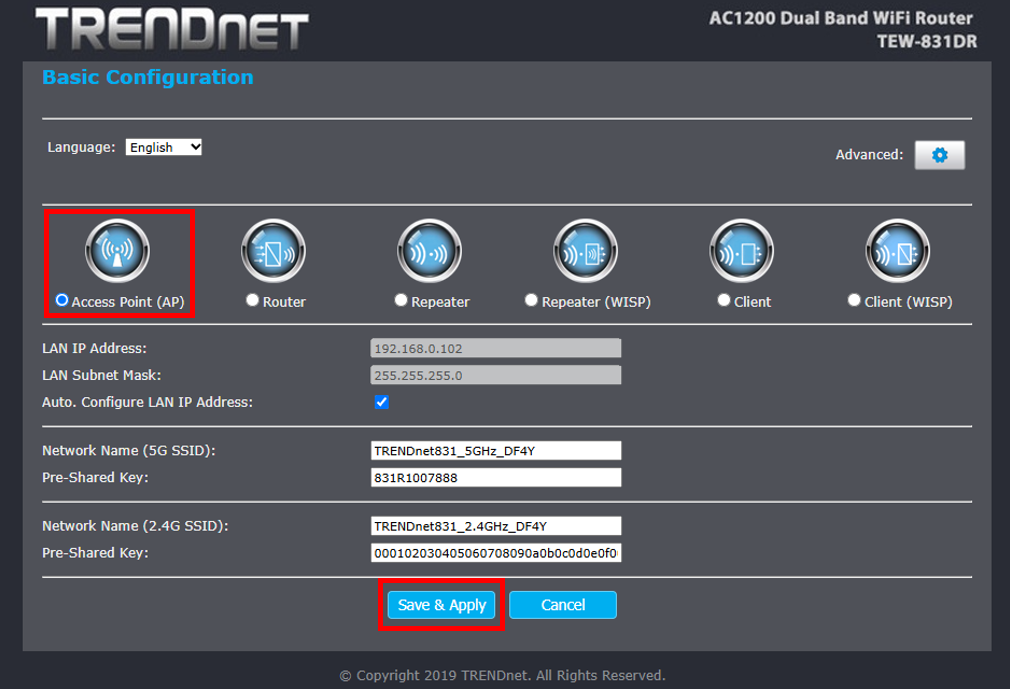 TRENDNET
AC1200 Dual Band WiFi Router
TEW-831DR
Basic Configuration
Language: English
Advanced:
Access Point (AP) Router Repeater Repeater (WISP) Client Client (WISP)
LAN IP Address: 192.168.0.102
LAN Subnet Mask: 255.255.255.0
Auto. Configure LAN IP Address:
Network Name (5G SSID): TRENDnet831_5GHz_DF4Y
Pre-Shared Key: 831R1007888
Network Name (2.4G SSID): TRENDnet831_2.4GHz_DF4Y
Pre-Shared Key: 000102030405060708090a0b0c0d0e0f0
Save & Apply Cancel
© Copyright 2019 TRENDnet. All Rights Reserved.